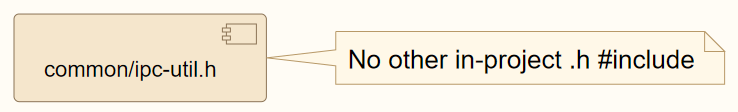 common/ipc-util.h
No other in-project .h #include